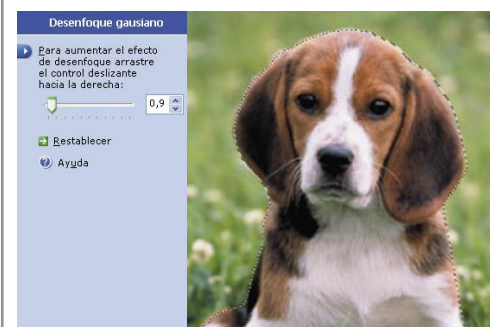 Desenfoque gausiano
Para aumentar el efecto
de desenfoque arrastre
el control deslizante
hacia la derecha:
0,9
Restablecer
Ayuda